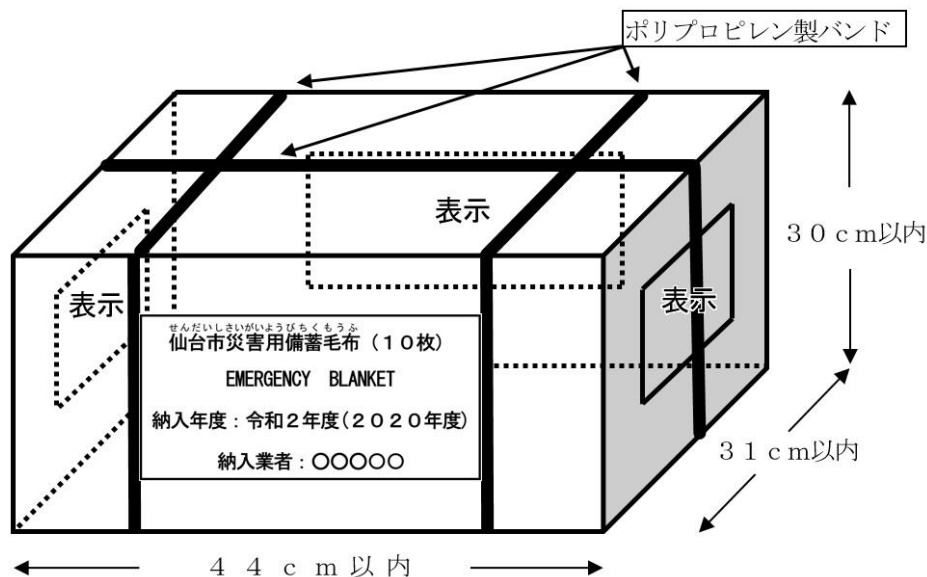 ポリプロピレン製バンド
表示
３０ｃｍ以内
表示
表示
せんだいしさいがいようびちくもうふ
仙台市災害用備蓄毛布（１０枚）
EMERGENCY BLANKET
納入年度：令和２年度（２０２０年度）
納入業者：〇〇〇〇〇
３１ｃｍ以内
４４ｃｍ以内